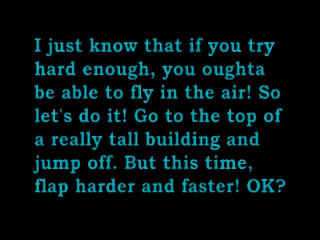 I just know that if you try
hard enough, you oughta
be able to fly in the air! So
let's do it! Go to the top of
a really tall building and
jump off. But this time,
flap harder and faster! OK?